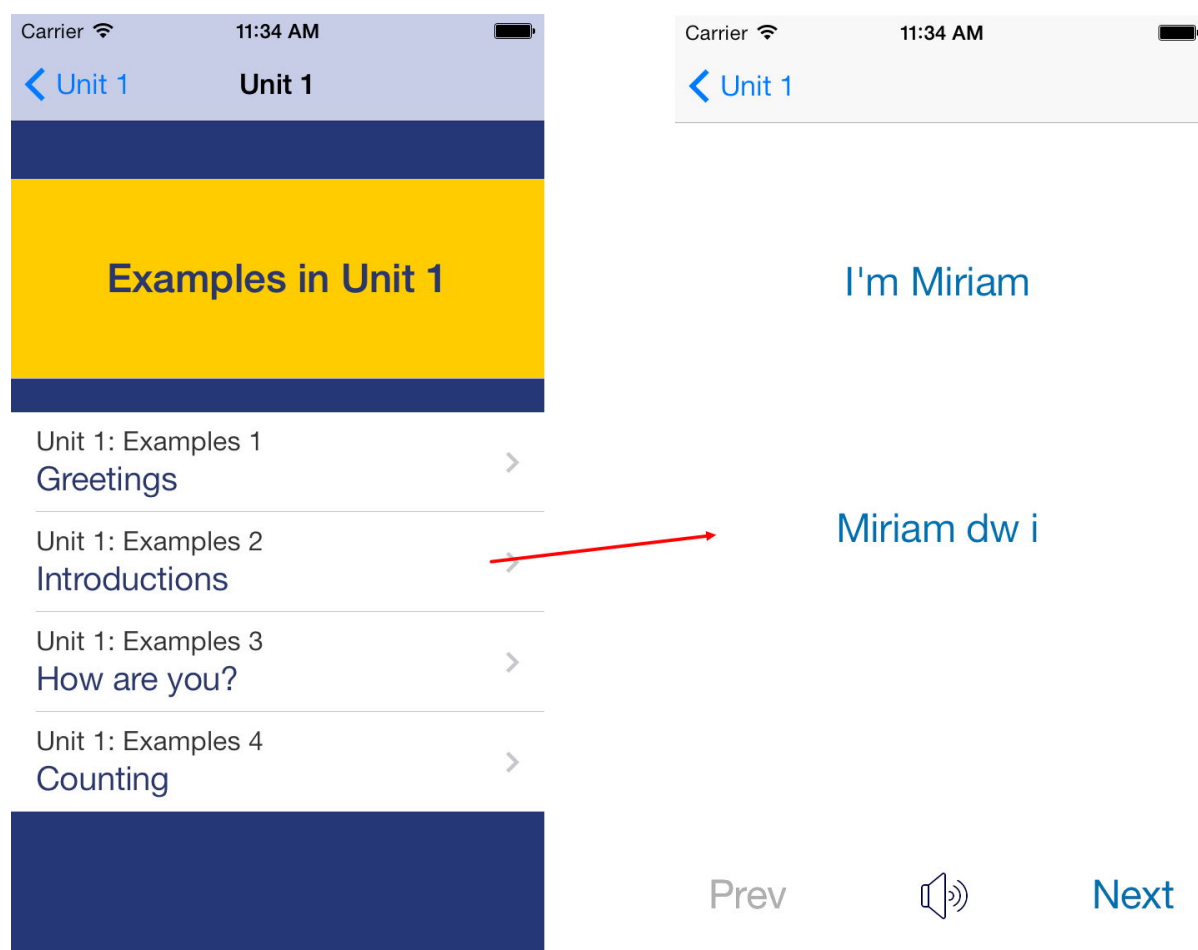 Carrier 11:34 AM
Unit 1 Unit 1
Examples in Unit 1
Unit 1: Examples 1
Greetings
Unit 1: Examples 2
Introductions
Unit 1: Examples 3
How are you?
Unit 1: Examples 4
Counting
Carrier 11:34 AM
Unit 1
I'm Miriam
Miriam dw i
Prev Next